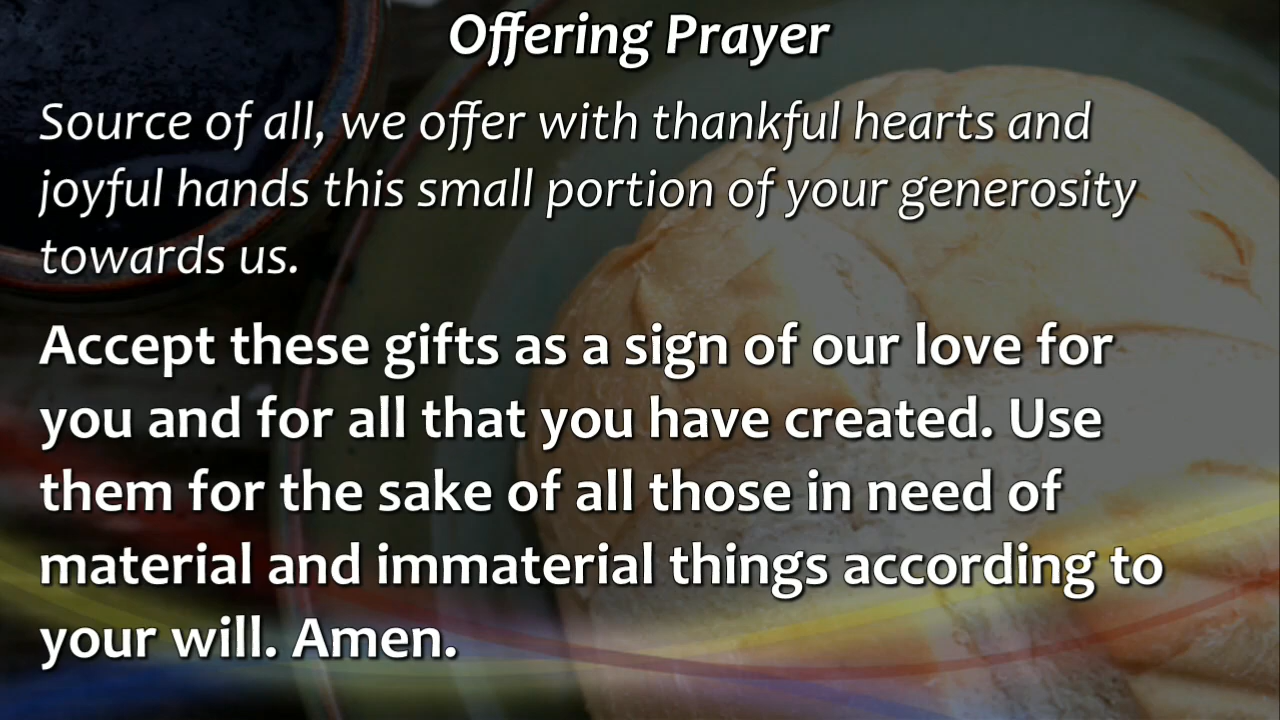 Offering Prayer
Source of all, we offer with thankful hearts and
joyful hands this small portion of your generosity
towards us.
Accept these gifts as a sign of our love for
you and for all that you have created. Use
them for the sake of all those in need of
material and immaterial things according to
your will. Amen.